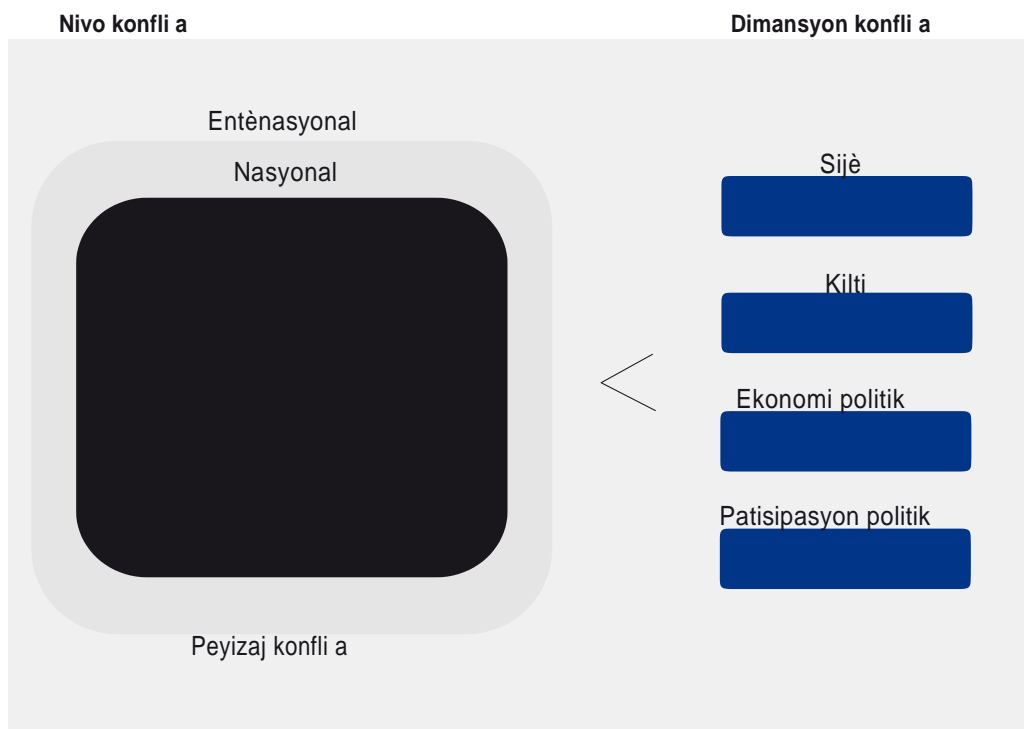 Nivo konfli a
Dimansyon konfli a
Entènasyonal
Nasyonal
Peyizaj konfli a
Sijè
Kilti
Ekonomi politik
Patisipasyon politik